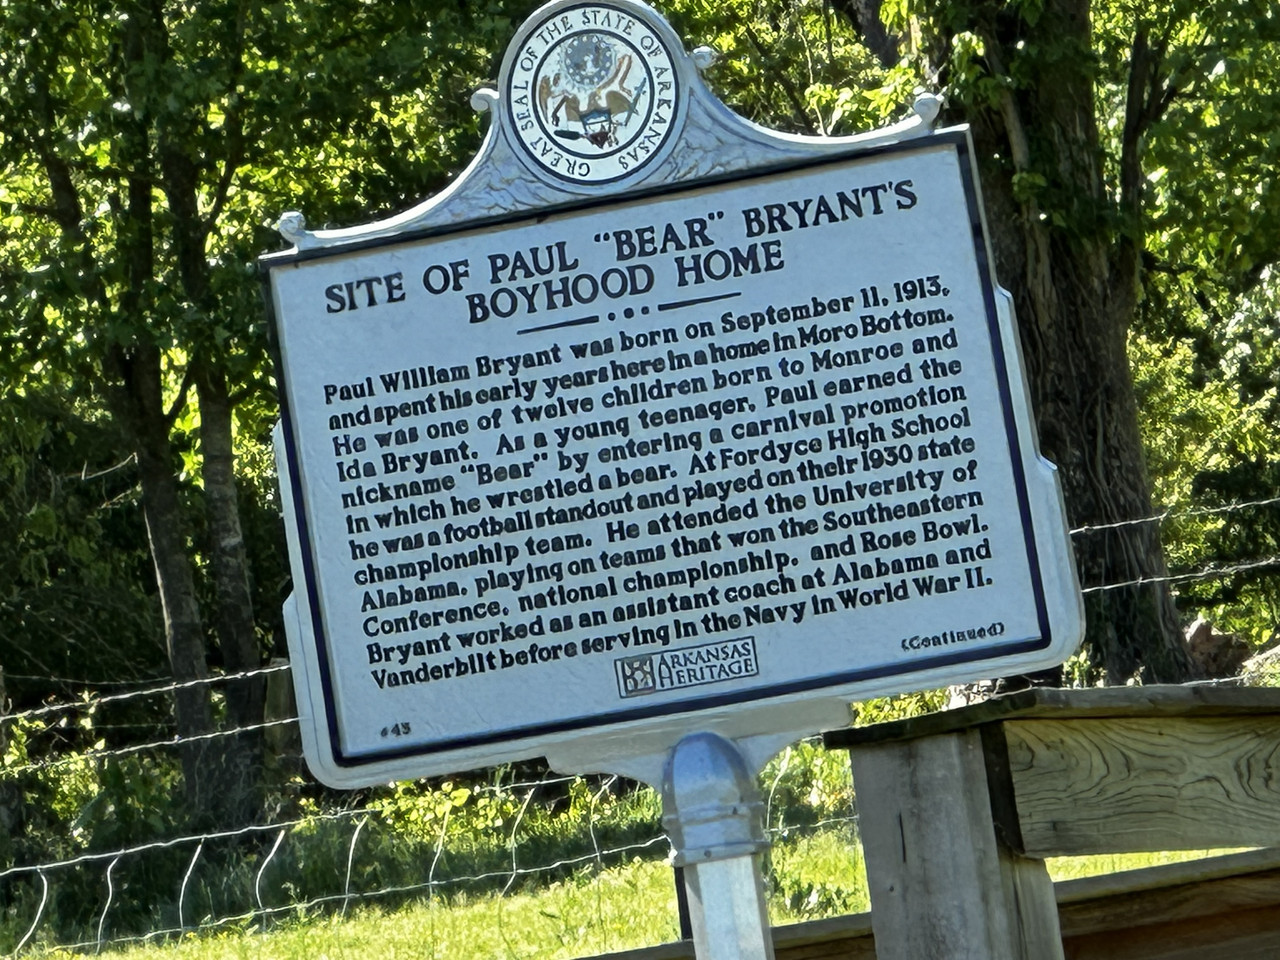 GREAT SEAL OF THE STATE OF ARKANSAS
SITE OF PAUL "BEAR" BRYANT'S
BOYHOOD HOME
Paul William Bryant was born on September 11, 1913,
and spent his early years here in a home in Moro Bottom.
He was one of twelve children born to Monroe and
Ida Bryant. As a young teenager, Paul earned the
nickname "Bear" by entering a carnival promotion
in which he wrestled a bear. At Fordyce High School
he was a football standout and played on their 1930 state
championship team. He attended the University of
Alabama, playing on teams that won the Southeastern
Conference, national championship, and Rose Bowl.
Bryant worked as an assistant coach at Alabama and
Vanderbilt before serving in the Navy in World War II.
(Continued)
ARKANSAS
HERITAGE